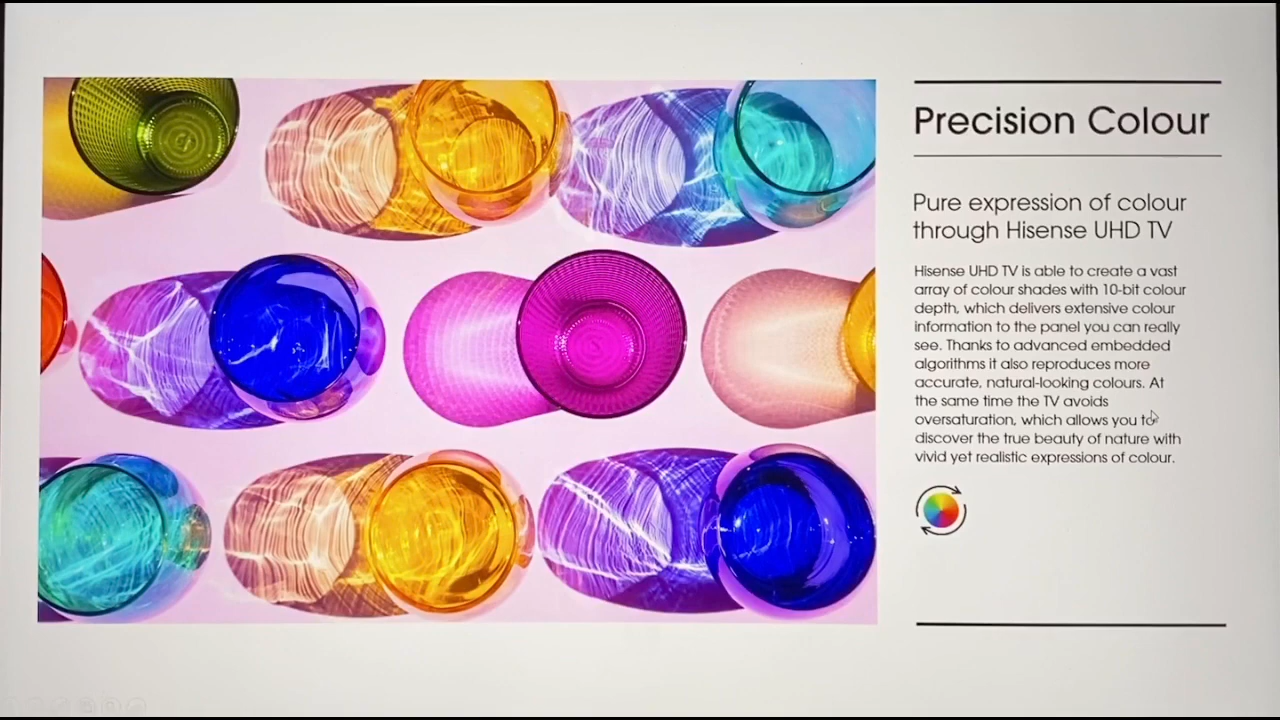 Precision Colour
Pure expression of colour
through Hisense UHD TV
Hisense UHD TV is able to create a vast
array of colour shades with 10-bit colour
depth, which delivers extensive colour
information to the panel you can really
see. Thanks to advanced embedded
algorithms it also reproduces more
accurate, natural-looking colours. At
the same time the TV avoids
oversaturation, which allows you to
discover the true beauty of nature with
vivid yet realistic expressions of colour.